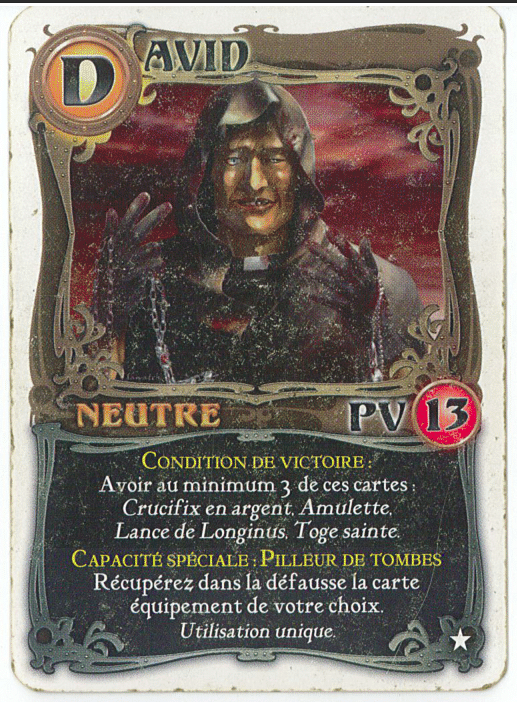 DAVID
NEUTRE PV 13
CONDITION DE VICTOIRE :
Avoir au minimum 3 de ces cartes :
Crucifix en argent, Amulette,
Lance de Longinus, Toge sainte.
CAPACITÉ SPÉCIALE : PILLEUR DE TOMBES
Récupérez dans la défausse la carte
équipement de votre choix.
Utilisation unique.